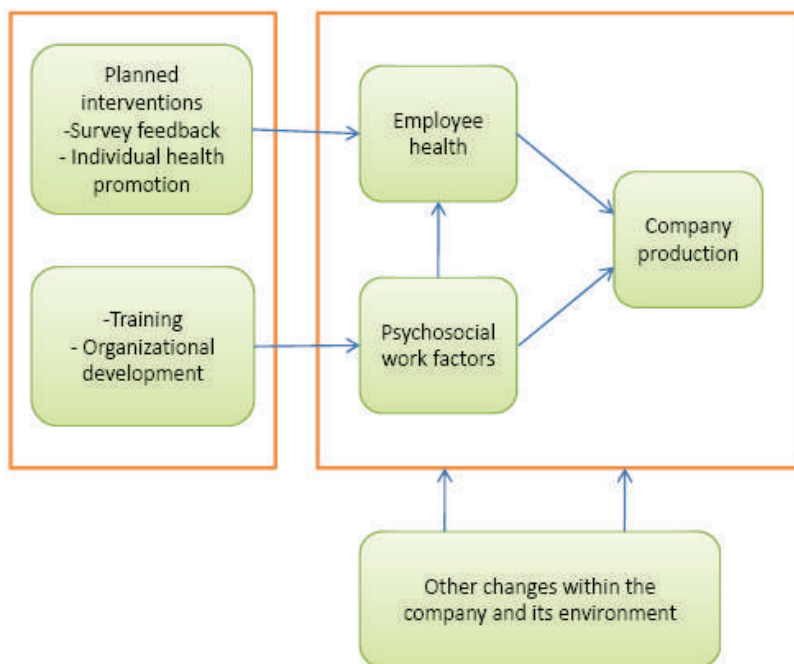 Planned
interventions
-Survey feedback
- Individual health
promotion
Employee
health
Company
production
-Training
- Organizational
development
Psychosocial
work factors
Other changes within the
company and its environment